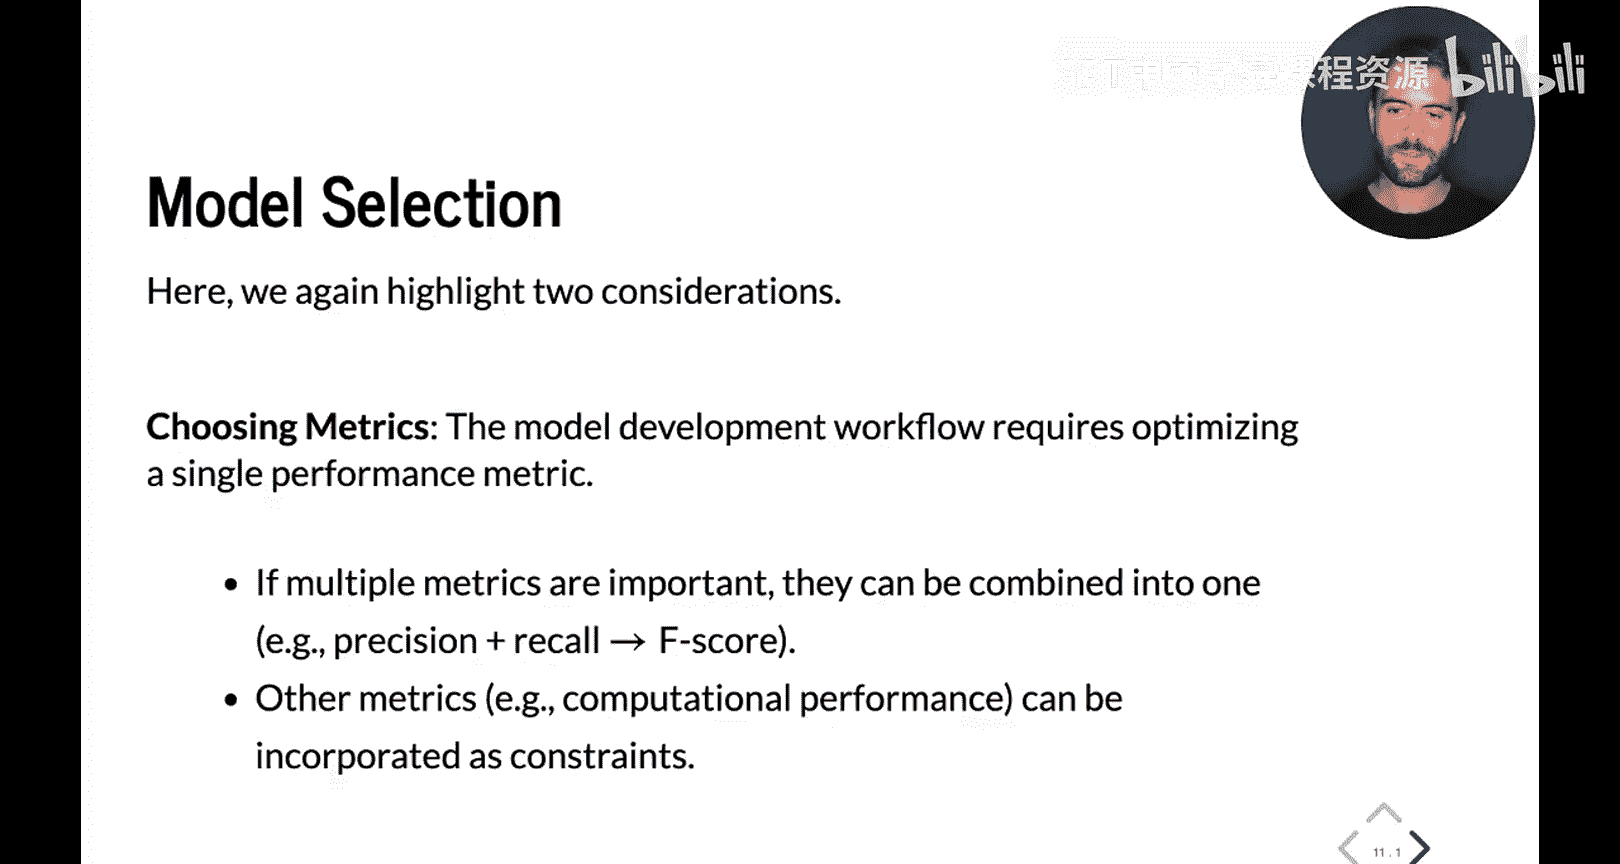 程资源 bilibili
Model Selection
Here, we again highlight two considerations.
Choosing Metrics: The model development workflow requires optimizing
a single performance metric.
• If multiple metrics are important, they can be combined into one
(e.g., precision + recall → F-score).
• Other metrics (e.g., computational performance) can be
incorporated as constraints.
11.1